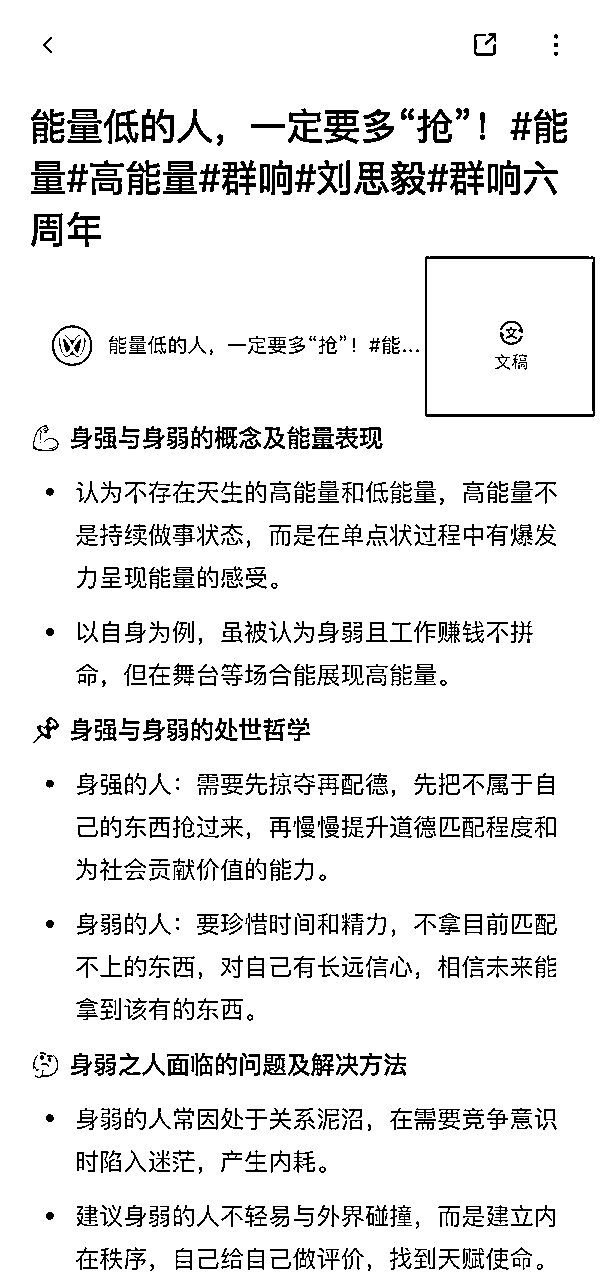 能量低的人，一定要多“抢”！#能
量#高能量#群响#刘思毅#群响六
周年
能量低的人，一定要多“抢”！#能...
文
文稿
身强与身弱的概念及能量表现
• 认为不存在天生的高能量和低能量，高能量不
是持续做事状态，而是在单点状过程中有爆发
力呈现能量的感受。
• 以自身为例，虽被认为身弱且工作赚钱不拼
命，但在舞台等场合能展现高能量。
身强与身弱的处世哲学
• 身强的人：需要先掠夺再配德，先把不属于自
己的东西抢过来，再慢慢提升道德匹配程度和
为社会贡献价值的能力。
• 身弱的人：要珍惜时间和精力，不拿目前匹配
不上的东西，对自己有长远信心，相信未来能
拿到该有的东西。
身弱之人面临的问题及解决方法
• 身弱的人常因处于关系泥沼，在需要竞争意识
时陷入迷茫，产生内耗。
• 建议身弱的人不轻易与外界碰撞，而是建立内
在秩序，自己给自己做评价，找到天赋使命。